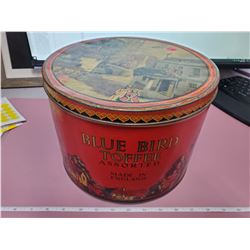 BLUE BIRD
TOFFEE
ASSORTED
MADE IN
ENGLAND